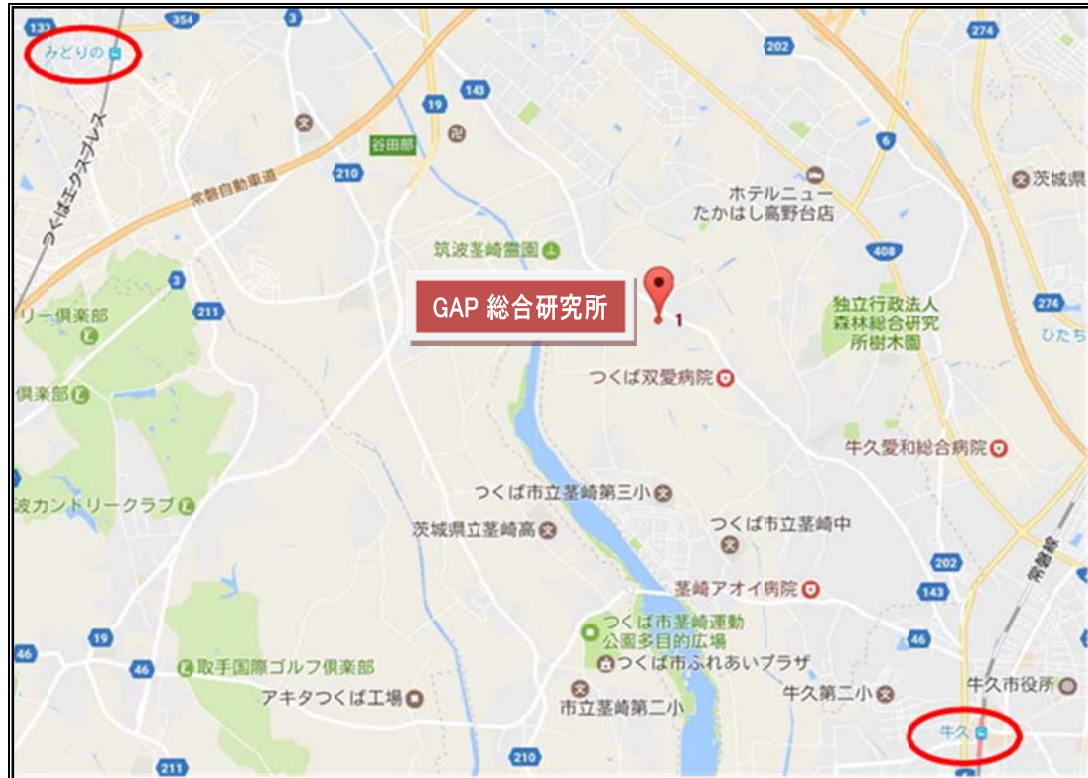 133
354
3
みどりの
274
202
143
19
6
谷田部
210
つくばエクスプレス
常磐自動車道
茨城県
ホテルニュー
たかはし高野台店
筑波茎崎霊園
408
3
211
リー倶楽部
GAP 総合研究所
1
独立行政法人
森林総合研究
所樹木園
274
ひたち
つくば双愛病院
倶楽部
牛久愛和総合病院
つくば市立茎崎第三小
波カントリークラブ
茨城県立茎崎高
つくば市立茎崎中
常磐線
202
143
茎崎アオイ病院
つくば市茎崎運動
公園多目的広場
19
46
46
46
取手国際ゴルフ倶楽部
つくば市ふれあいプラザ
アキタつくば工場
市立茎崎第二小
牛久第二小
牛久市役所
牛久
210
211